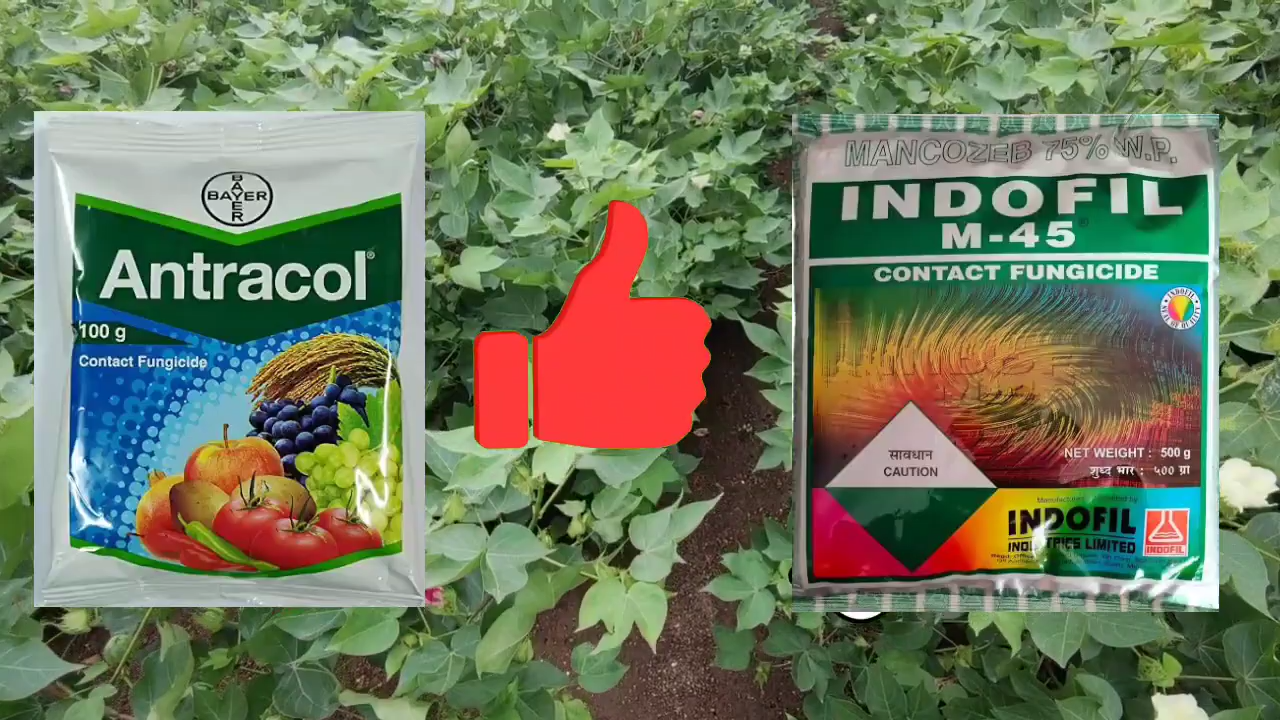 BAYER
BAYER
Antracol®
100 g
Contact Fungicide
MANCOZEB 75% W.P.
INDOFIL
M-45
CONTACT FUNGICIDE
सावधान
CAUTION
NET WEIGHT : 500 g
शुध्द भार : ५०० ग्रा
INDOFIL
INDUSTRIES LIMITED
INDOFIL